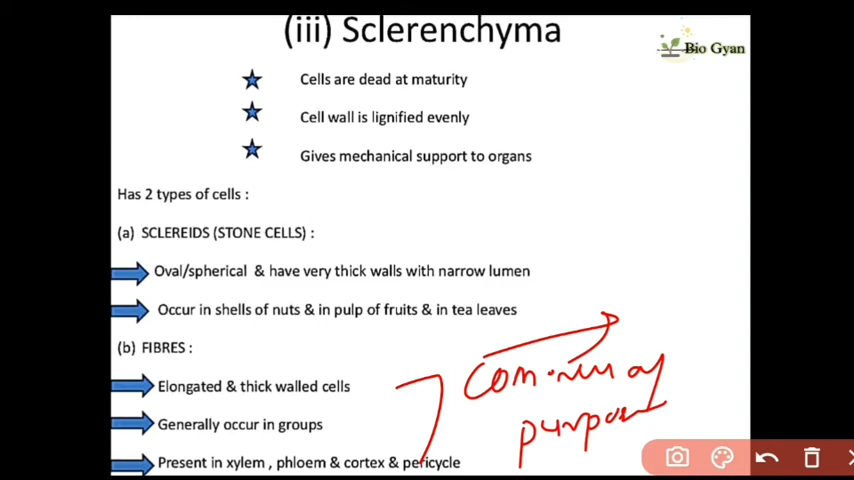 (iii) Sclerenchyma
Bio Gyan
Cells are dead at maturity
Cell wall is lignified evenly
Gives mechanical support to organs
Has 2 types of cells :
(a) SCLEREIDS (STONE CELLS) :
Oval/spherical & have very thick walls with narrow lumen
Occur in shells of nuts & in pulp of fruits & in tea leaves
(b) FIBRES :
Elongated & thick walled cells
Generally occur in groups
Present in xylem , phloem & cortex & pericycle